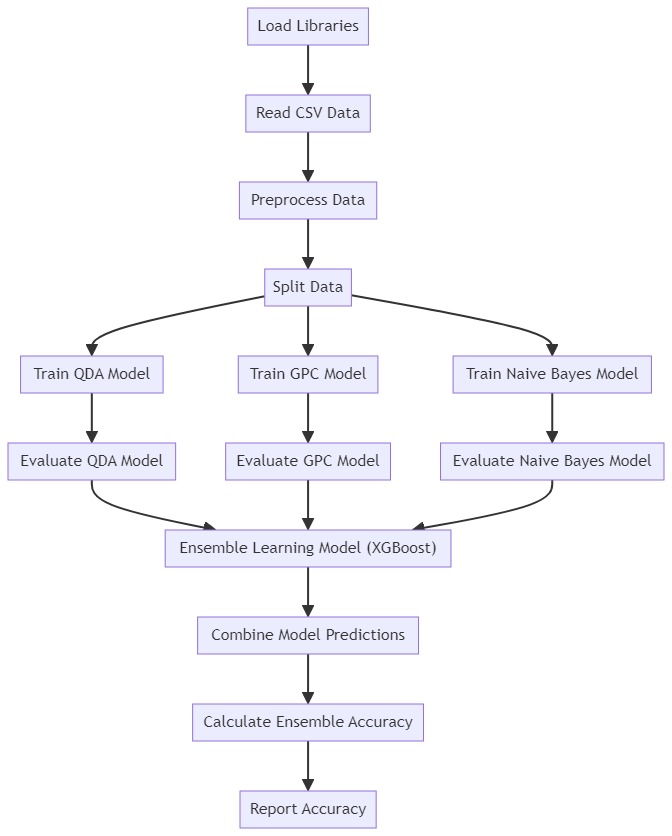 Load Libraries
Read CSV Data
Preprocess Data
Split Data
Train QDA Model
Train GPC Model
Train Naive Bayes Model
Evaluate QDA Model
Evaluate GPC Model
Evaluate Naive Bayes Model
Ensemble Learning Model (XGBoost)
Combine Model Predictions
Calculate Ensemble Accuracy
Report Accuracy